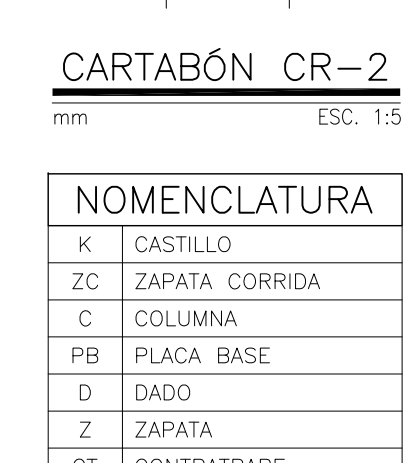 CARTABÓN CR-2
mm ESC. 1:5
NOMENCLATURA
K CASTILLO
ZC ZAPATA CORRIDA
C COLUMNA
PB PLACA BASE
D DADO
Z ZAPATA